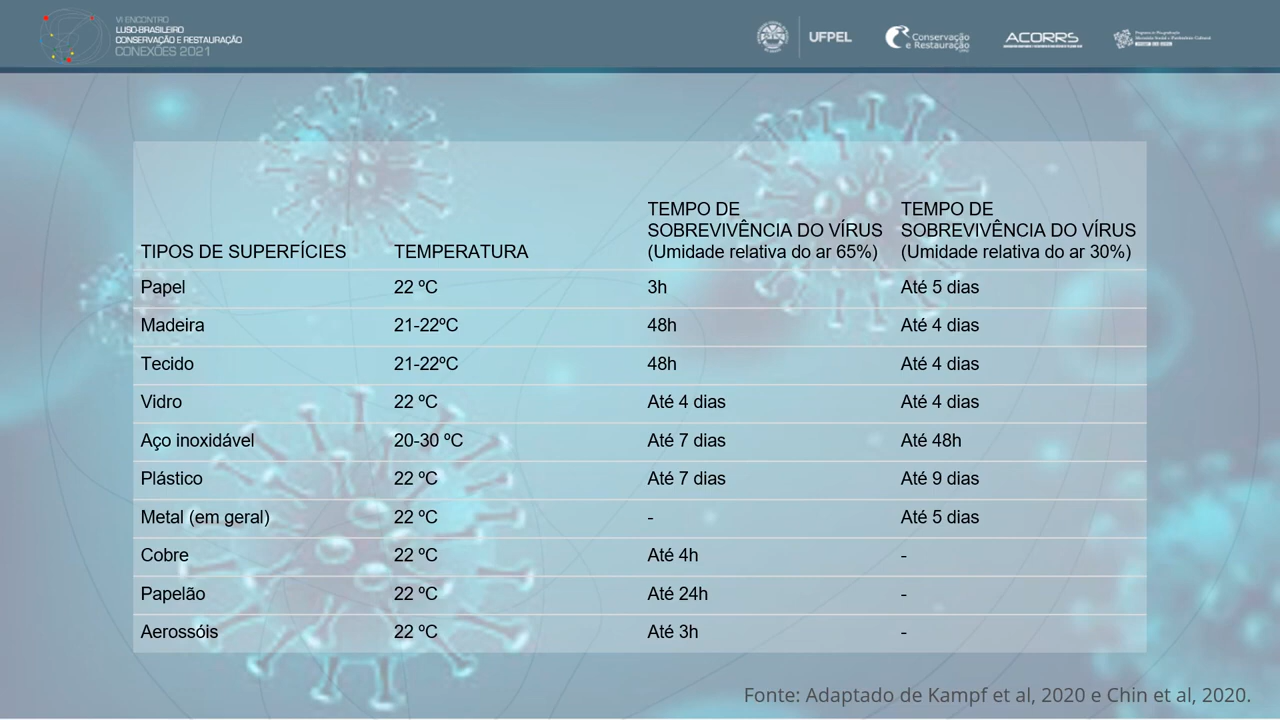 VI ENCONTRO
LUSO-BRASILEIRO
CONSERVAÇÃO E RESTAURAÇÃO
CONEXÕES 2021
UFPEL
Conservação
e Restauração
ACORRS
TIPOS DE SUPERFÍCIES
TEMPERATURA
TEMPO DE
SOBREVIVÊNCIA DO VÍRUS
(Umidade relativa do ar 65%)
TEMPO DE
SOBREVIVÊNCIA DO VÍRUS
(Umidade relativa do ar 30%)
Papel 22 ºC 3h Até 5 dias
Madeira 21-22ºC 48h Até 4 dias
Tecido 21-22ºC 48h Até 4 dias
Vidro 22 ºC Até 4 dias Até 4 dias
Aço inoxidável 20-30 ºC Até 7 dias Até 48h
Plástico 22 ºC Até 7 dias Até 9 dias
Metal (em geral) 22 ºC - Até 5 dias
Cobre 22 ºC Até 4h -
Papelão 22 ºC Até 24h -
Aerossóis 22 ºC Até 3h -
Fonte: Adaptado de Kampf et al, 2020 e Chin et al, 2020.